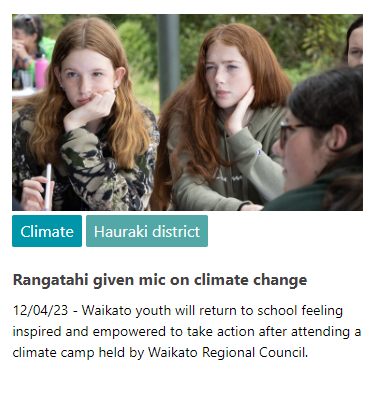 Climate
Hauraki district
Rangatahi given mic on climate change
12/04/23 - Waikato youth will return to school feeling
inspired and empowered to take action after attending a
climate camp held by Waikato Regional Council.